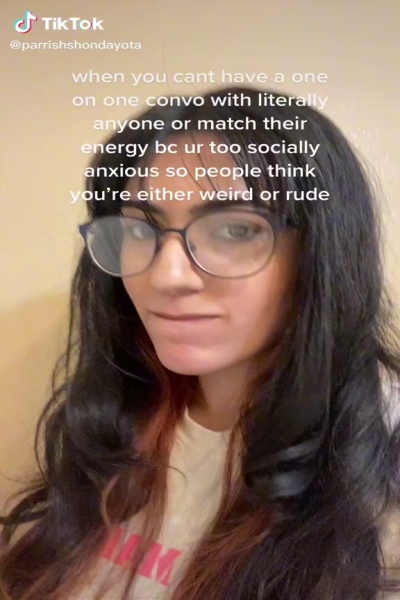 TikTok
@parrishshondayota
when you cant have a one
on one convo with literally
anyone or match their
energy bc ur too socially
anxious so people think
you're either weird or rude